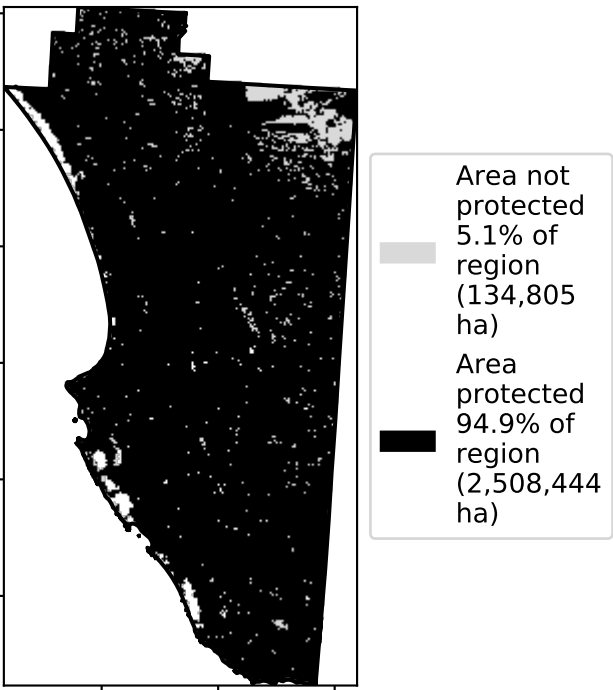 Area not
protected
5.1% of
region
(134,805
ha)
Area
protected
94.9% of
region
(2,508,444
ha)